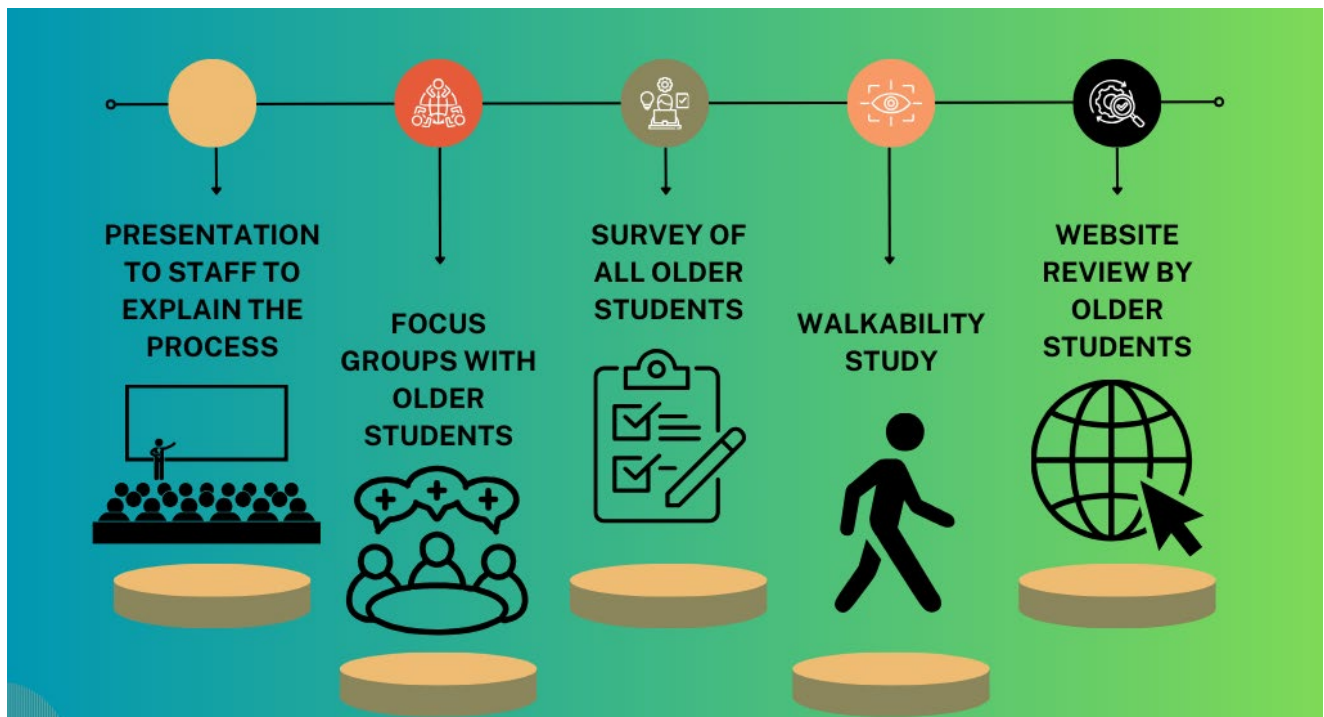 PRESENTATION
TO STAFF TO
EXPLAIN THE
PROCESS
FOCUS
GROUPS WITH
OLDER
STUDENTS
SURVEY OF
ALL OLDER
STUDENTS
WALKABILITY
STUDY
WEBSITE
REVIEW BY
OLDER
STUDENTS